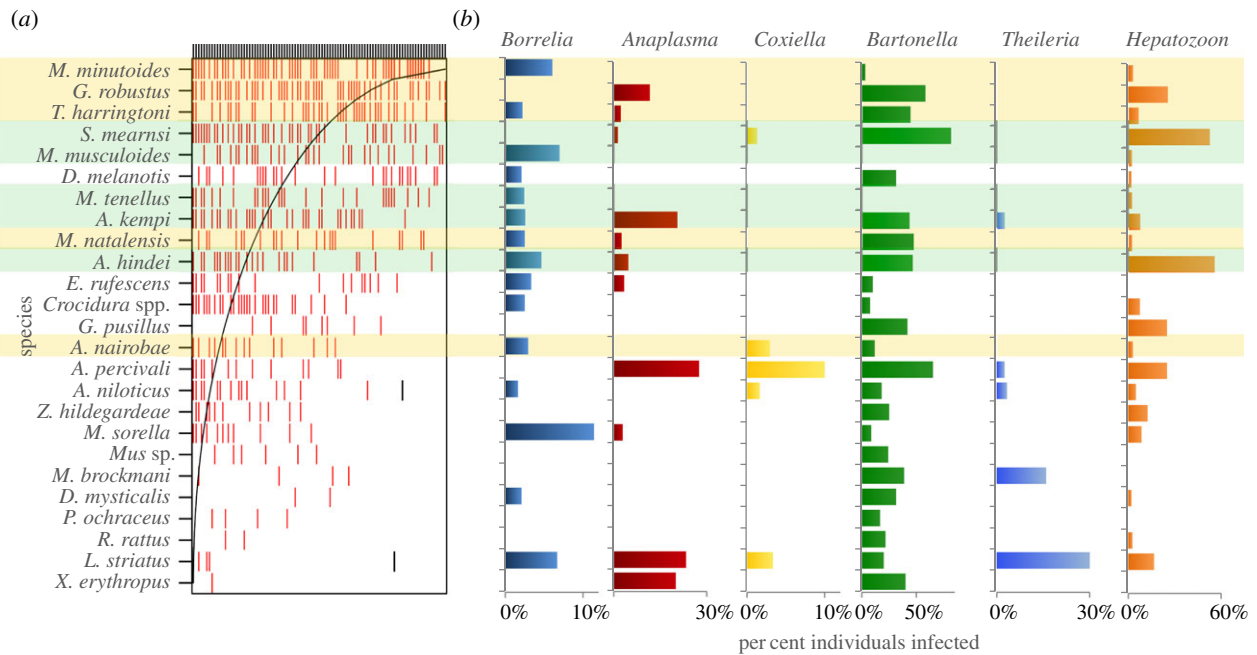 (a)
(b)
Borrelia
Anaplasma
Coxiella
Bartonella
Theileria
Hepatozoon
species
M. minutoides
G. robustus
T. harringtoni
S. mearnsi
M. musculoides
D. melanotis
M. tenellus
A. kempi
M. natalensis
A. hindei
E. rufescens
Crocidura spp.
G. pusillus
A. nairobae
A. percivali
A. niloticus
Z. hildegardeae
M. sorella
Mus sp.
M. brockmani
D. mysticalis
P. ochraceus
R. rattus
L. striatus
X. erythropus
0% 10% 30% 0% 10% 0% 50% 0% 30% 0% 60%
per cent individuals infected